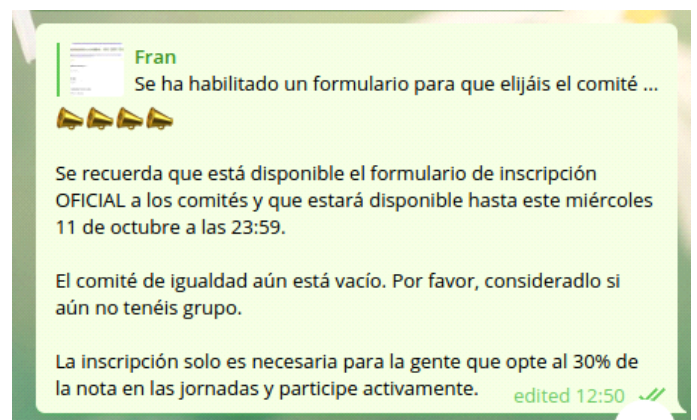 Fran
Se ha habilitado un formulario para que elijáis el comité ...
Se recuerda que está disponible el formulario de inscripción
OFICIAL a los comités y que estará disponible hasta este miércoles
11 de octubre a las 23:59.
El comité de igualdad aún está vacío. Por favor, consideradlo si
aún no tenéis grupo.
La inscripción solo es necesaria para la gente que opte al 30% de
la nota en las jornadas y participe activamente.
edited 12:50